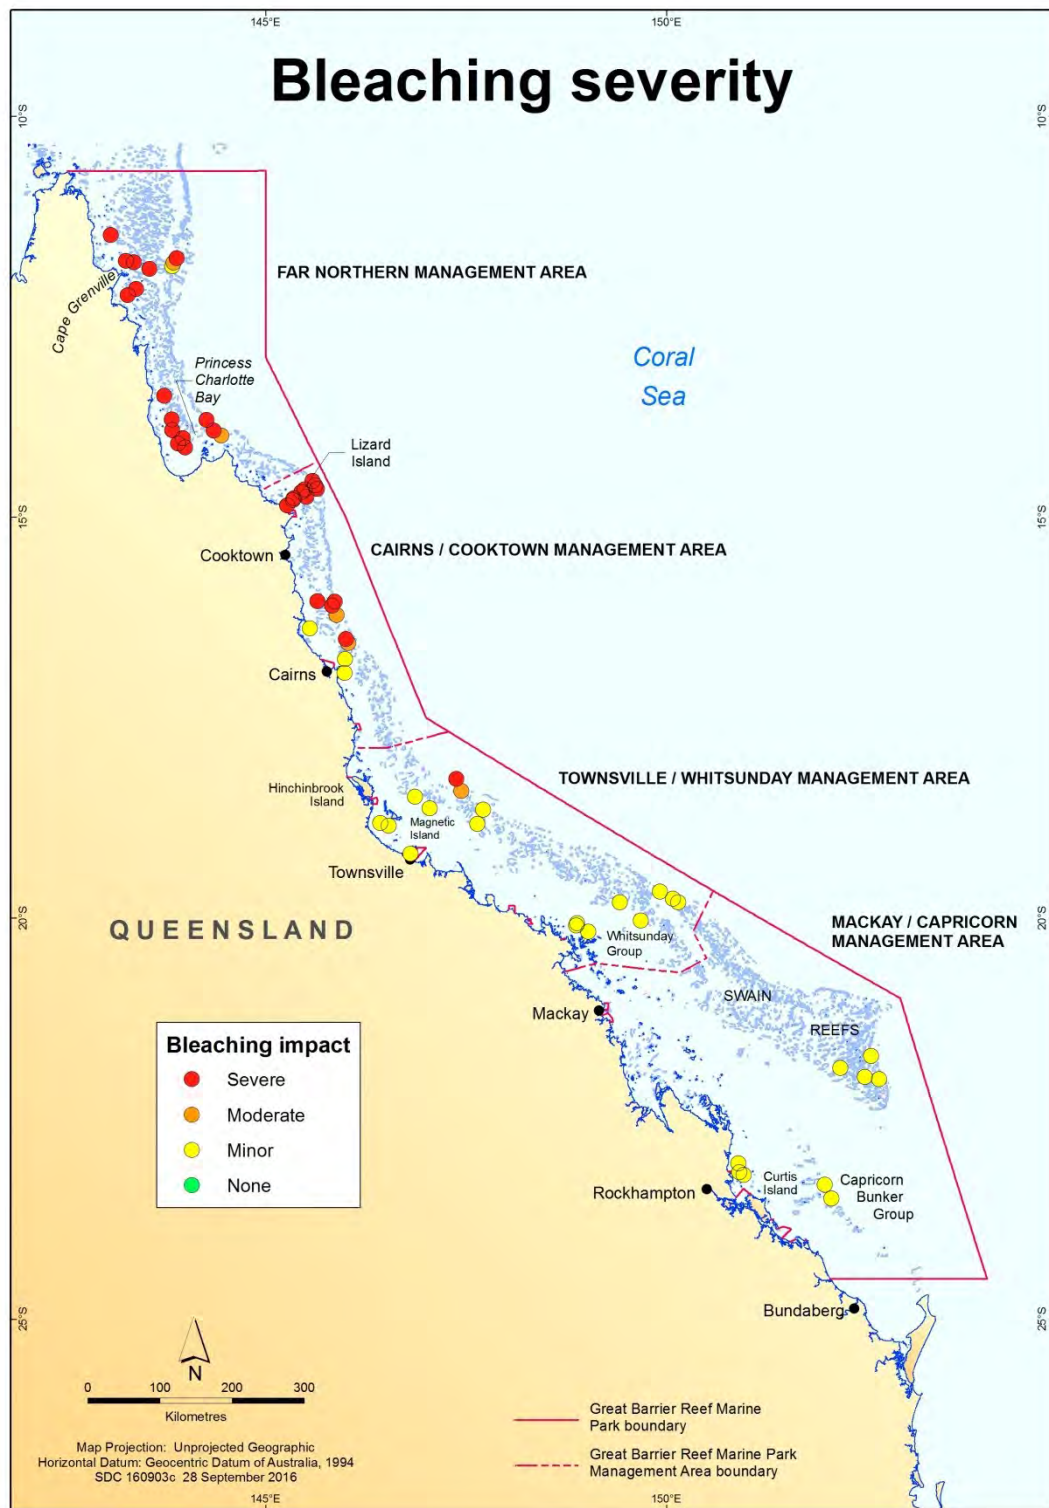 145°E
150°E
Bleaching severity
10°S
10°S
FAR NORTHERN MANAGEMENT AREA
Cape Grenville
Princess
Charlotte
Bay
Coral
Sea
Lizard
Island
15°S
15°S
CAIRNS / COOKTOWN MANAGEMENT AREA
Cooktown
Cairns
TOWNSVILLE / WHITSUNDAY MANAGEMENT AREA
Hinchinbrook
Island
Magnetic
Island
Townsville
20°S
20°S
QUEENSLAND
Whitsunday
Group
MACKAY / CAPRICORN
MANAGEMENT AREA
SWAIN
REEFS
Mackay
Bleaching impact
Severe
Moderate
Minor
None
Rockhampton
Curtis
Island
Capricorn
Bunker
Group
Bundaberg
25°S
25°S
N
0 100 200 300
Kilometres
Map Projection: Unprojected Geographic
Horizontal Datum: Geocentric Datum of Australia, 1994
SDC 160903c 28 September 2016
Great Barrier Reef Marine
Park boundary
Great Barrier Reef Marine Park
Management Area boundary
145°E
150°E